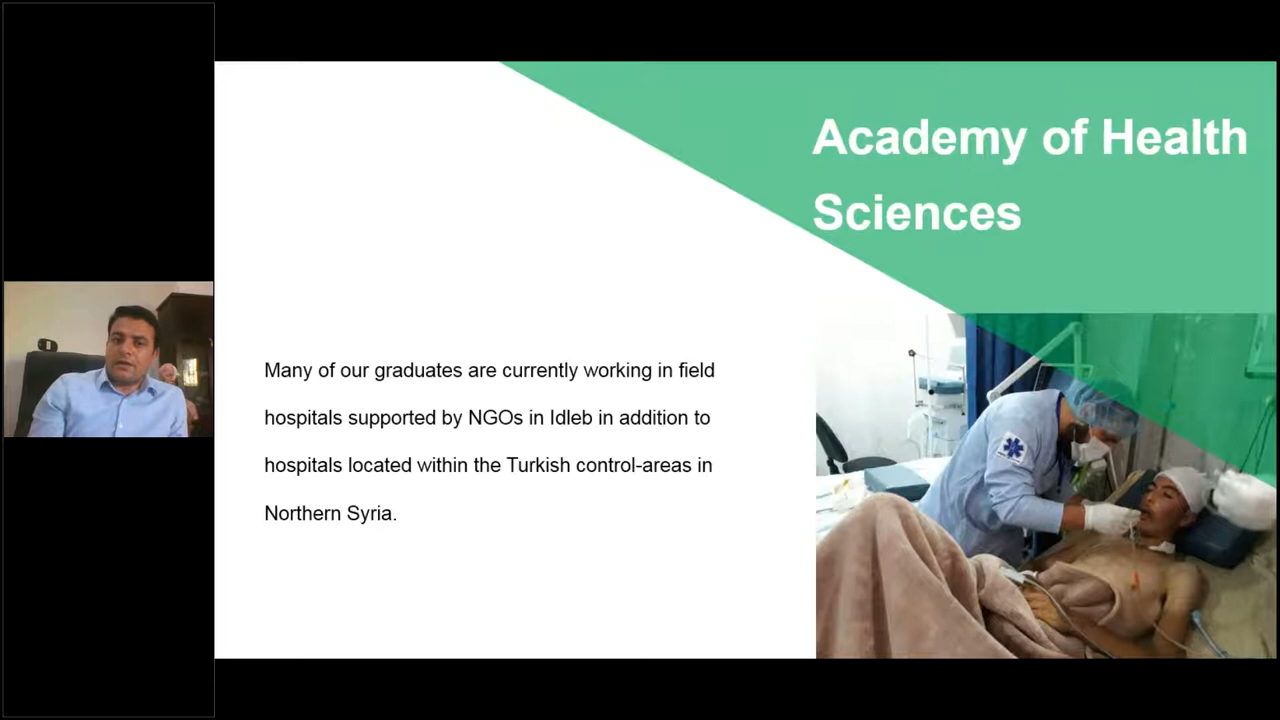 Academy of Health
Sciences
Many of our graduates are currently working in field
hospitals supported by NGOs in Idleb in addition to
hospitals located within the Turkish control-areas in
Northern Syria.